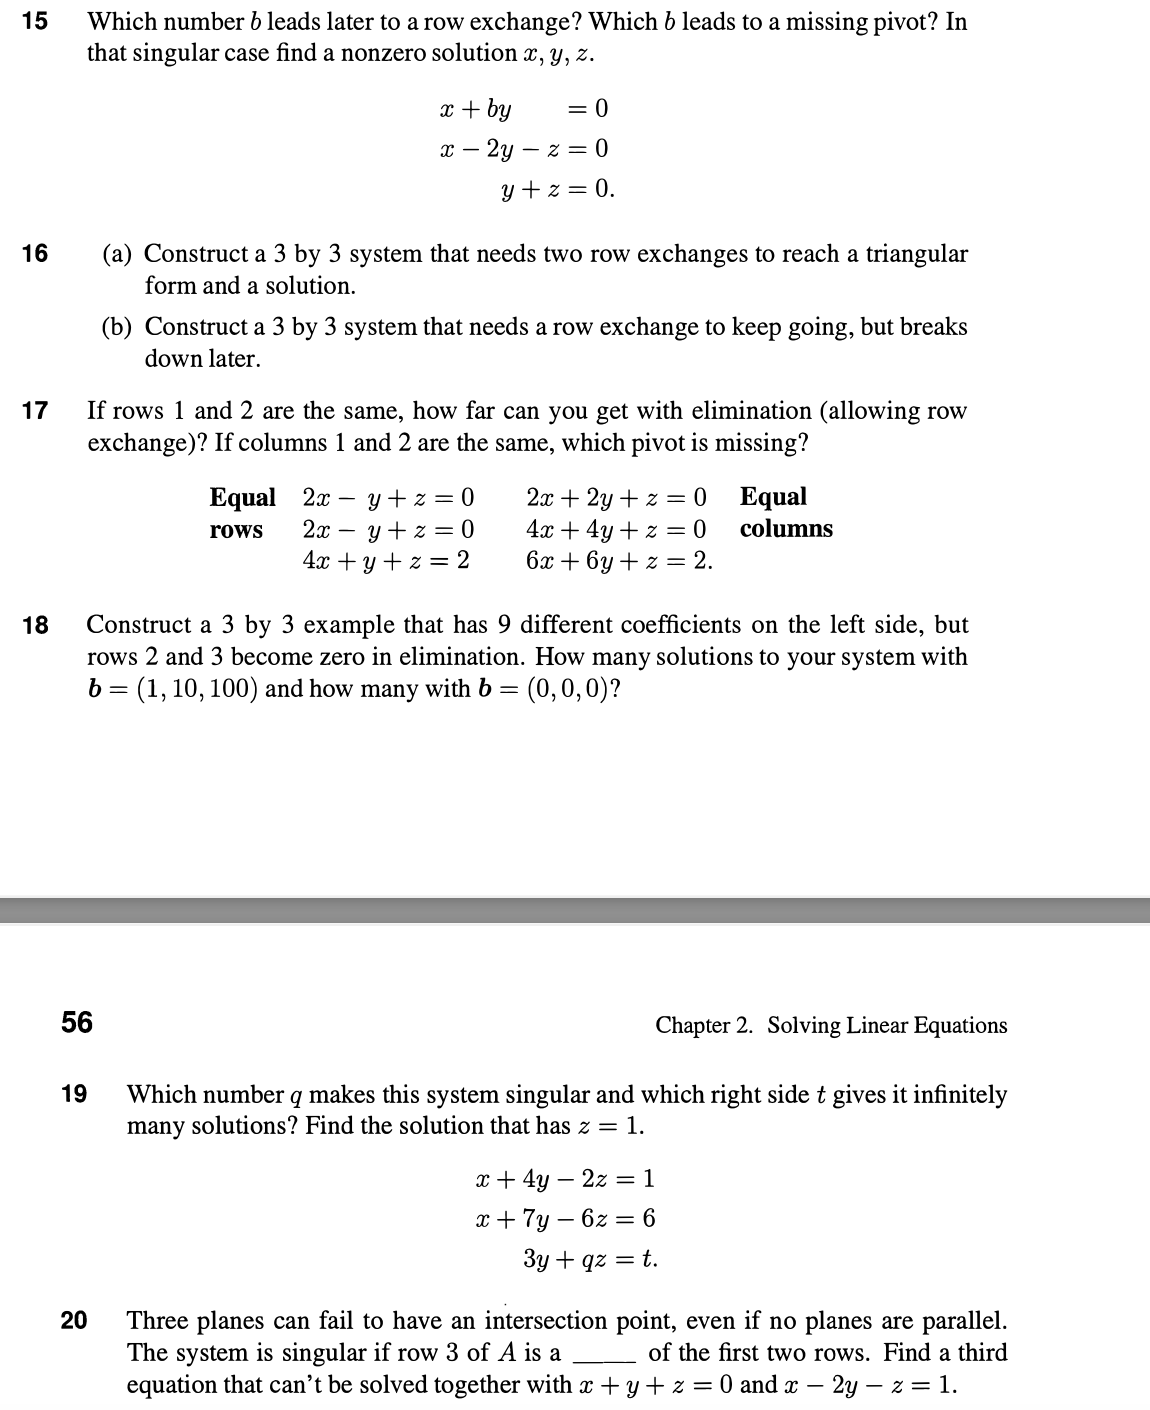 15 Which number b leads later to a row exchange? Which b leads to a missing pivot? In
that singular case find a nonzero solution x, y, z.
x + by = 0
x − 2y − z = 0
y + z = 0.
16 (a) Construct a 3 by 3 system that needs two row exchanges to reach a triangular
form and a solution.
(b) Construct a 3 by 3 system that needs a row exchange to keep going, but breaks
down later.
17 If rows 1 and 2 are the same, how far can you get with elimination (allowing row
exchange)? If columns 1 and 2 are the same, which pivot is missing?
Equal 2x − y + z = 0 2x + 2y + z = 0 Equal
rows 2x − y + z = 0 4x + 4y + z = 0 columns
4x + y + z = 2 6x + 6y + z = 2.
18 Construct a 3 by 3 example that has 9 different coefficients on the left side, but
rows 2 and 3 become zero in elimination. How many solutions to your system with
b = (1, 10, 100) and how many with b = (0, 0, 0)?
56 Chapter 2. Solving Linear Equations
19 Which number q makes this system singular and which right side t gives it infinitely
many solutions? Find the solution that has z = 1.
x + 4y − 2z = 1
x + 7y − 6z = 6
3y + qz = t.
20 Three planes can fail to have an intersection point, even if no planes are parallel.
The system is singular if row 3 of A is a _____ of the first two rows. Find a third
equation that can't be solved together with x + y + z = 0 and x − 2y − z = 1.